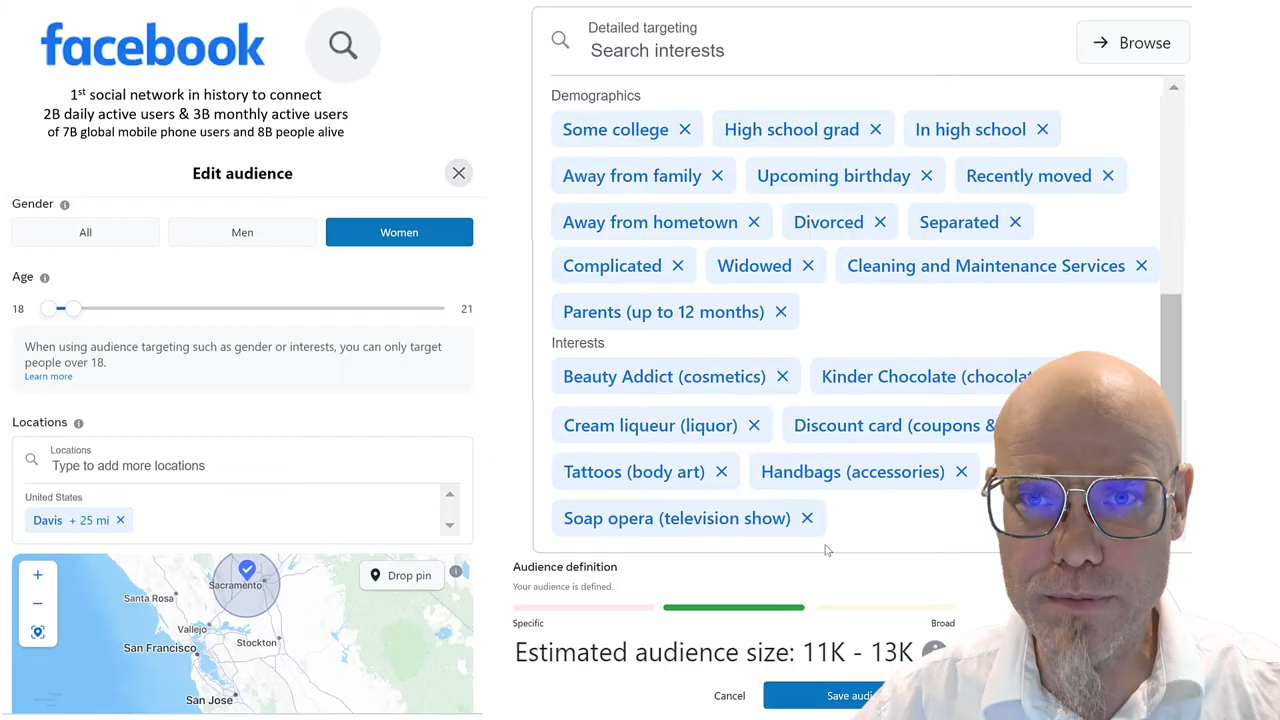 facebook
1st social network in history to connect
2B daily active users & 3B monthly active users
of 7B global mobile phone users and 8B people alive
Edit audience
Gender
All
Men
Women
Age
18
21
When using audience targeting such as gender or interests, you can only target
people over 18.
Learn more
Locations
Locations
Type to add more locations
United States
Davis + 25 mi
Drop pin
Sacramento
Santa Rosa
Vallejo
San Francisco
Stockton
San Jose
Detailed targeting
Search interests
Browse
Demographics
Some college
High school grad
In high school
Away from family
Upcoming birthday
Recently moved
Away from hometown
Divorced
Separated
Complicated
Widowed
Cleaning and Maintenance Services
Parents (up to 12 months)
Interests
Beauty Addict (cosmetics)
Kinder Chocolate
Cream liqueur (liquor)
Discount card (coupons &
Tattoos (body art)
Handbags (accessories)
Soap opera (television show)
Audience definition
Your audience is defined.
Specific
Broad
Estimated audience size: 11K - 13K
Cancel
Save